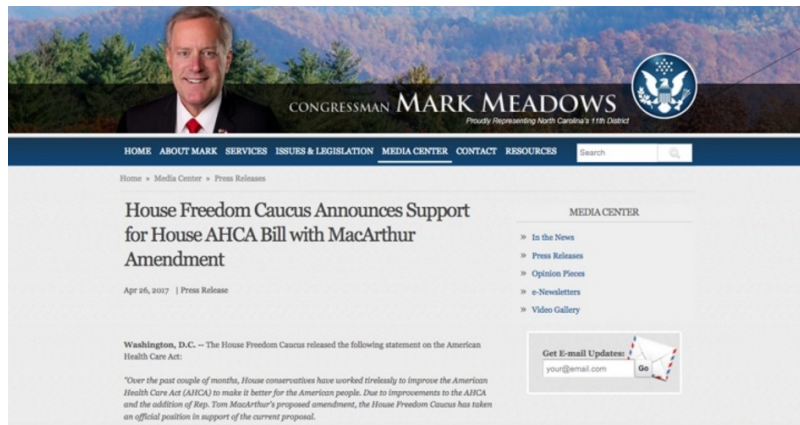 CONGRESSMAN MARK MEADOWS
Proudly Representing North Carolina's 11th District
HOME ABOUT MARK SERVICES ISSUES & LEGISLATION MEDIA CENTER CONTACT RESOURCES Search
Home » Media Center » Press Releases
House Freedom Caucus Announces Support
for House AHCA Bill with MacArthur
Amendment
Apr 26, 2017 | Press Release
Washington, D.C. -- The House Freedom Caucus released the following statement on the American
Health Care Act:
"Over the past couple of months, House conservatives have worked tirelessly to improve the American
Health Care Act (AHCA) to make it better for the American people. Due to improvements to the AHCA
and the addition of Rep. Tom MacArthur's proposed amendment, the House Freedom Caucus has taken
an official position in support of the current proposal.
MEDIA CENTER
» In the News
» Press Releases
» Opinion Pieces
» e-Newsletters
» Video Gallery
Get E-mail Updates:
your@email.com Go